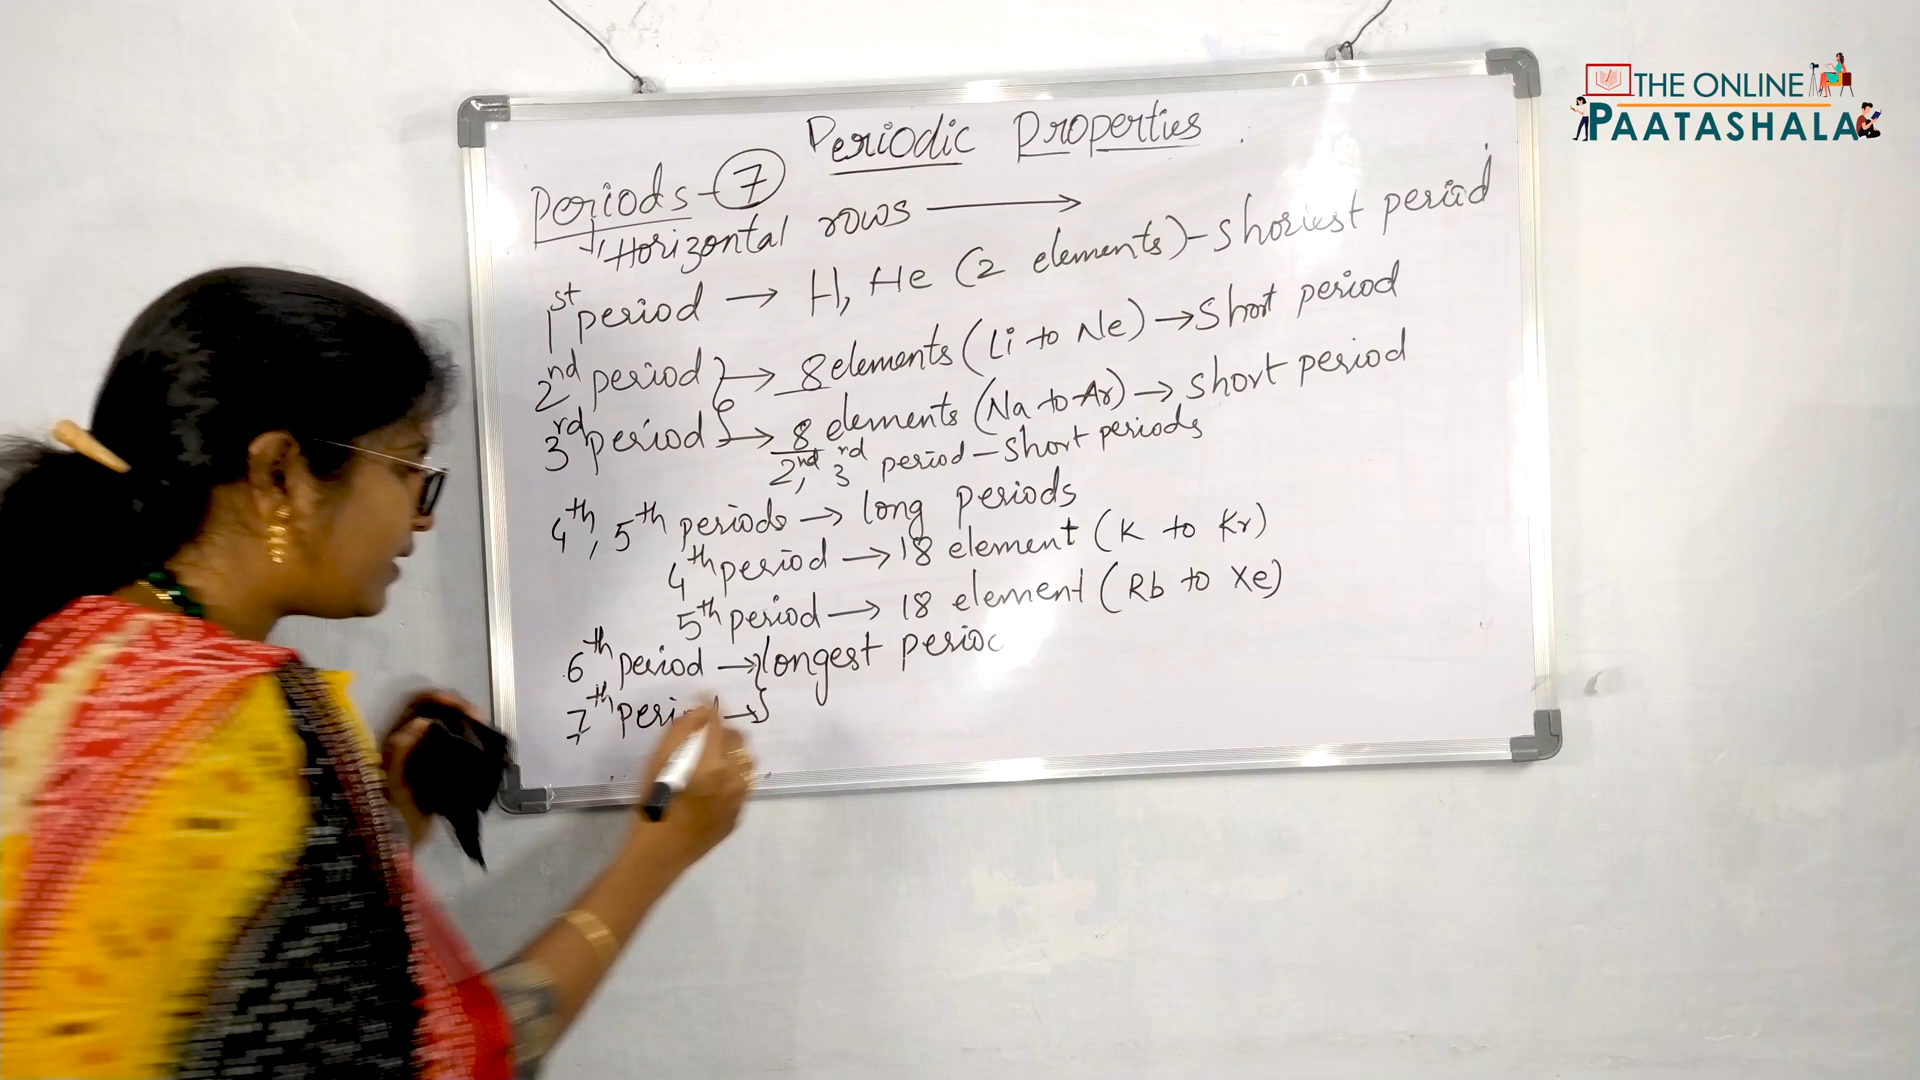 Periodic Properties
Periods - 7
Horizontal rows →
1st period → H, He (2 elements) - Shortest period
2nd period } → 8 elements (Li to Ne) → Short period
3rd period } → 8 elements (Na to Ar) → Short period
2nd, 3rd period - Short periods
4th, 5th periods → long periods
4th period → 18 element (K to Kr)
5th period → 18 element (Rb to Xe)
6th period → } longest period
7th period → }
THE ONLINE
PAATASHALA